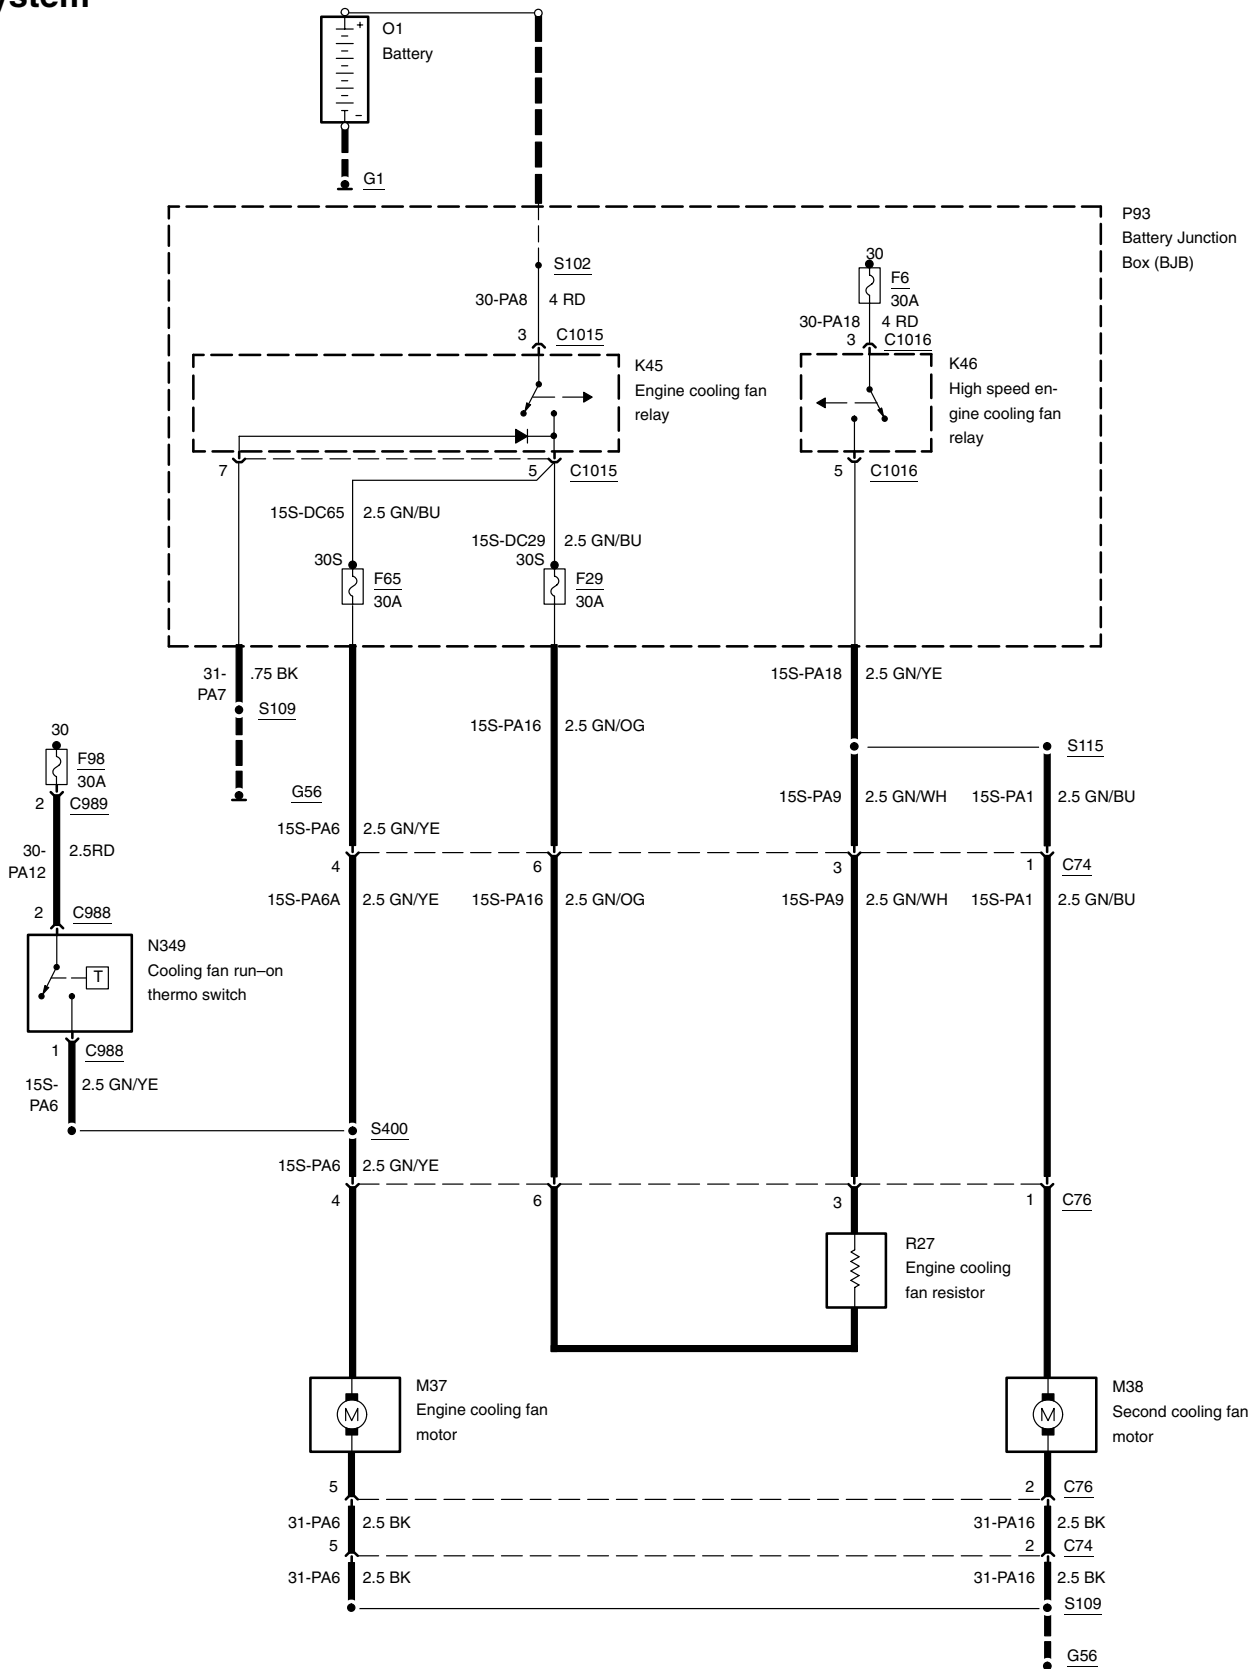 O1
Battery
+
−
G1
P93
Battery Junction
Box (BJB)
S102
30-PA8 4 RD
3 C1015
30
F6
30A
30-PA18 4 RD
3 C1016
K45
Engine cooling fan
relay
K46
High speed en-
gine cooling fan
relay
7
5 C1015
5 C1016
15S-DC65 2.5 GN/BU
15S-DC29 2.5 GN/BU
30S
F65
30A
30S
F29
30A
31-
PA7
.75 BK
S109
15S-PA18 2.5 GN/YE
15S-PA16 2.5 GN/OG
30
F98
30A
2 C989
S115
G56
15S-PA6 2.5 GN/YE
15S-PA9 2.5 GN/WH
15S-PA1 2.5 GN/BU
30-
PA12
2.5RD
4
6
3
1 C74
15S-PA6A 2.5 GN/YE
15S-PA16 2.5 GN/OG
15S-PA9 2.5 GN/WH
15S-PA1 2.5 GN/BU
2 C988
T
N349
Cooling fan run–on
thermo switch
1 C988
15S-
PA6
2.5 GN/YE
S400
15S-PA6 2.5 GN/YE
4
6
3
1 C76
R27
Engine cooling
fan resistor
M
M37
Engine cooling fan
motor
M
M38
Second cooling fan
motor
5
2 C76
31-PA6 2.5 BK
31-PA16 2.5 BK
5
2 C74
31-PA6 2.5 BK
31-PA16 2.5 BK
S109
G56